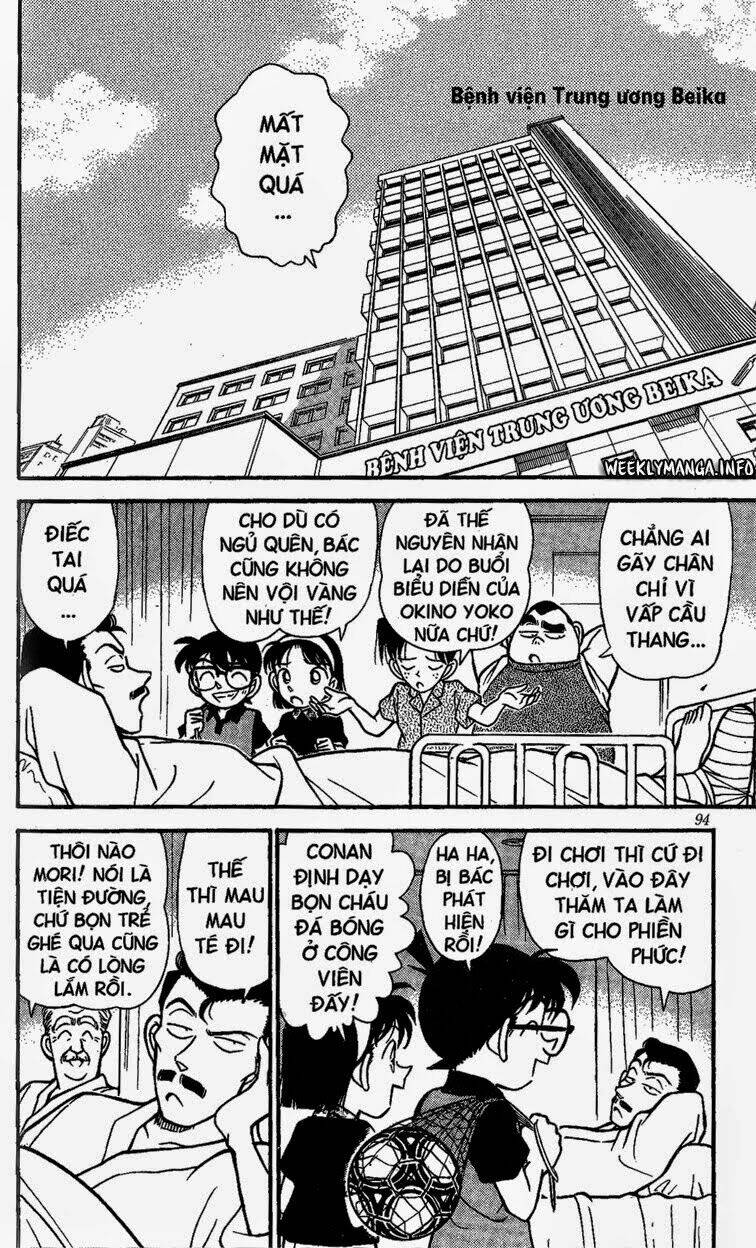 Bệnh viện Trung ương Beika
MẤT
MẶT
QUÁ
...
BỆNH VIỆN TRUNG ƯƠNG BEIKA
WEEKLYMANGA.INFO
CHẲNG AI
GÃY CHÂN
CHỈ VÌ
VẤP CẦU
THANG...
ĐÃ THẾ
NGUYÊN NHÂN
LẠI DO BUỔI
BIỂU DIỄN CỦA
OKINO YOKO
NỮA CHỨ!
CHO DÙ CÓ
NGỦ QUÊN, BÁC
CŨNG KHÔNG
NÊN VỘI VÀNG
NHƯ THẾ!
ĐIẾC
TAI
QUÁ
...
94
ĐI CHƠI THÌ CỨ ĐI
CHƠI, VÀO ĐÂY
THĂM TA LÀM
GÌ CHO PHIỀN
PHỨC!
HA HA,
BỊ BÁC
PHÁT
HIỆN
RỒI!
CONAN
ĐỊNH DẠY
BỌN CHÁU
ĐÁ BÓNG
Ở CÔNG
VIÊN
ĐẤY!
THẾ
THÌ MAU
MAU
TÉ ĐI!
THÔI NÀO
MORI! NÓI LÀ
TIỆN ĐƯỜNG,
CHỨ BỌN TRẺ
GHÉ QUA CŨNG
LÀ CÓ LÒNG
LẮM RỒI.